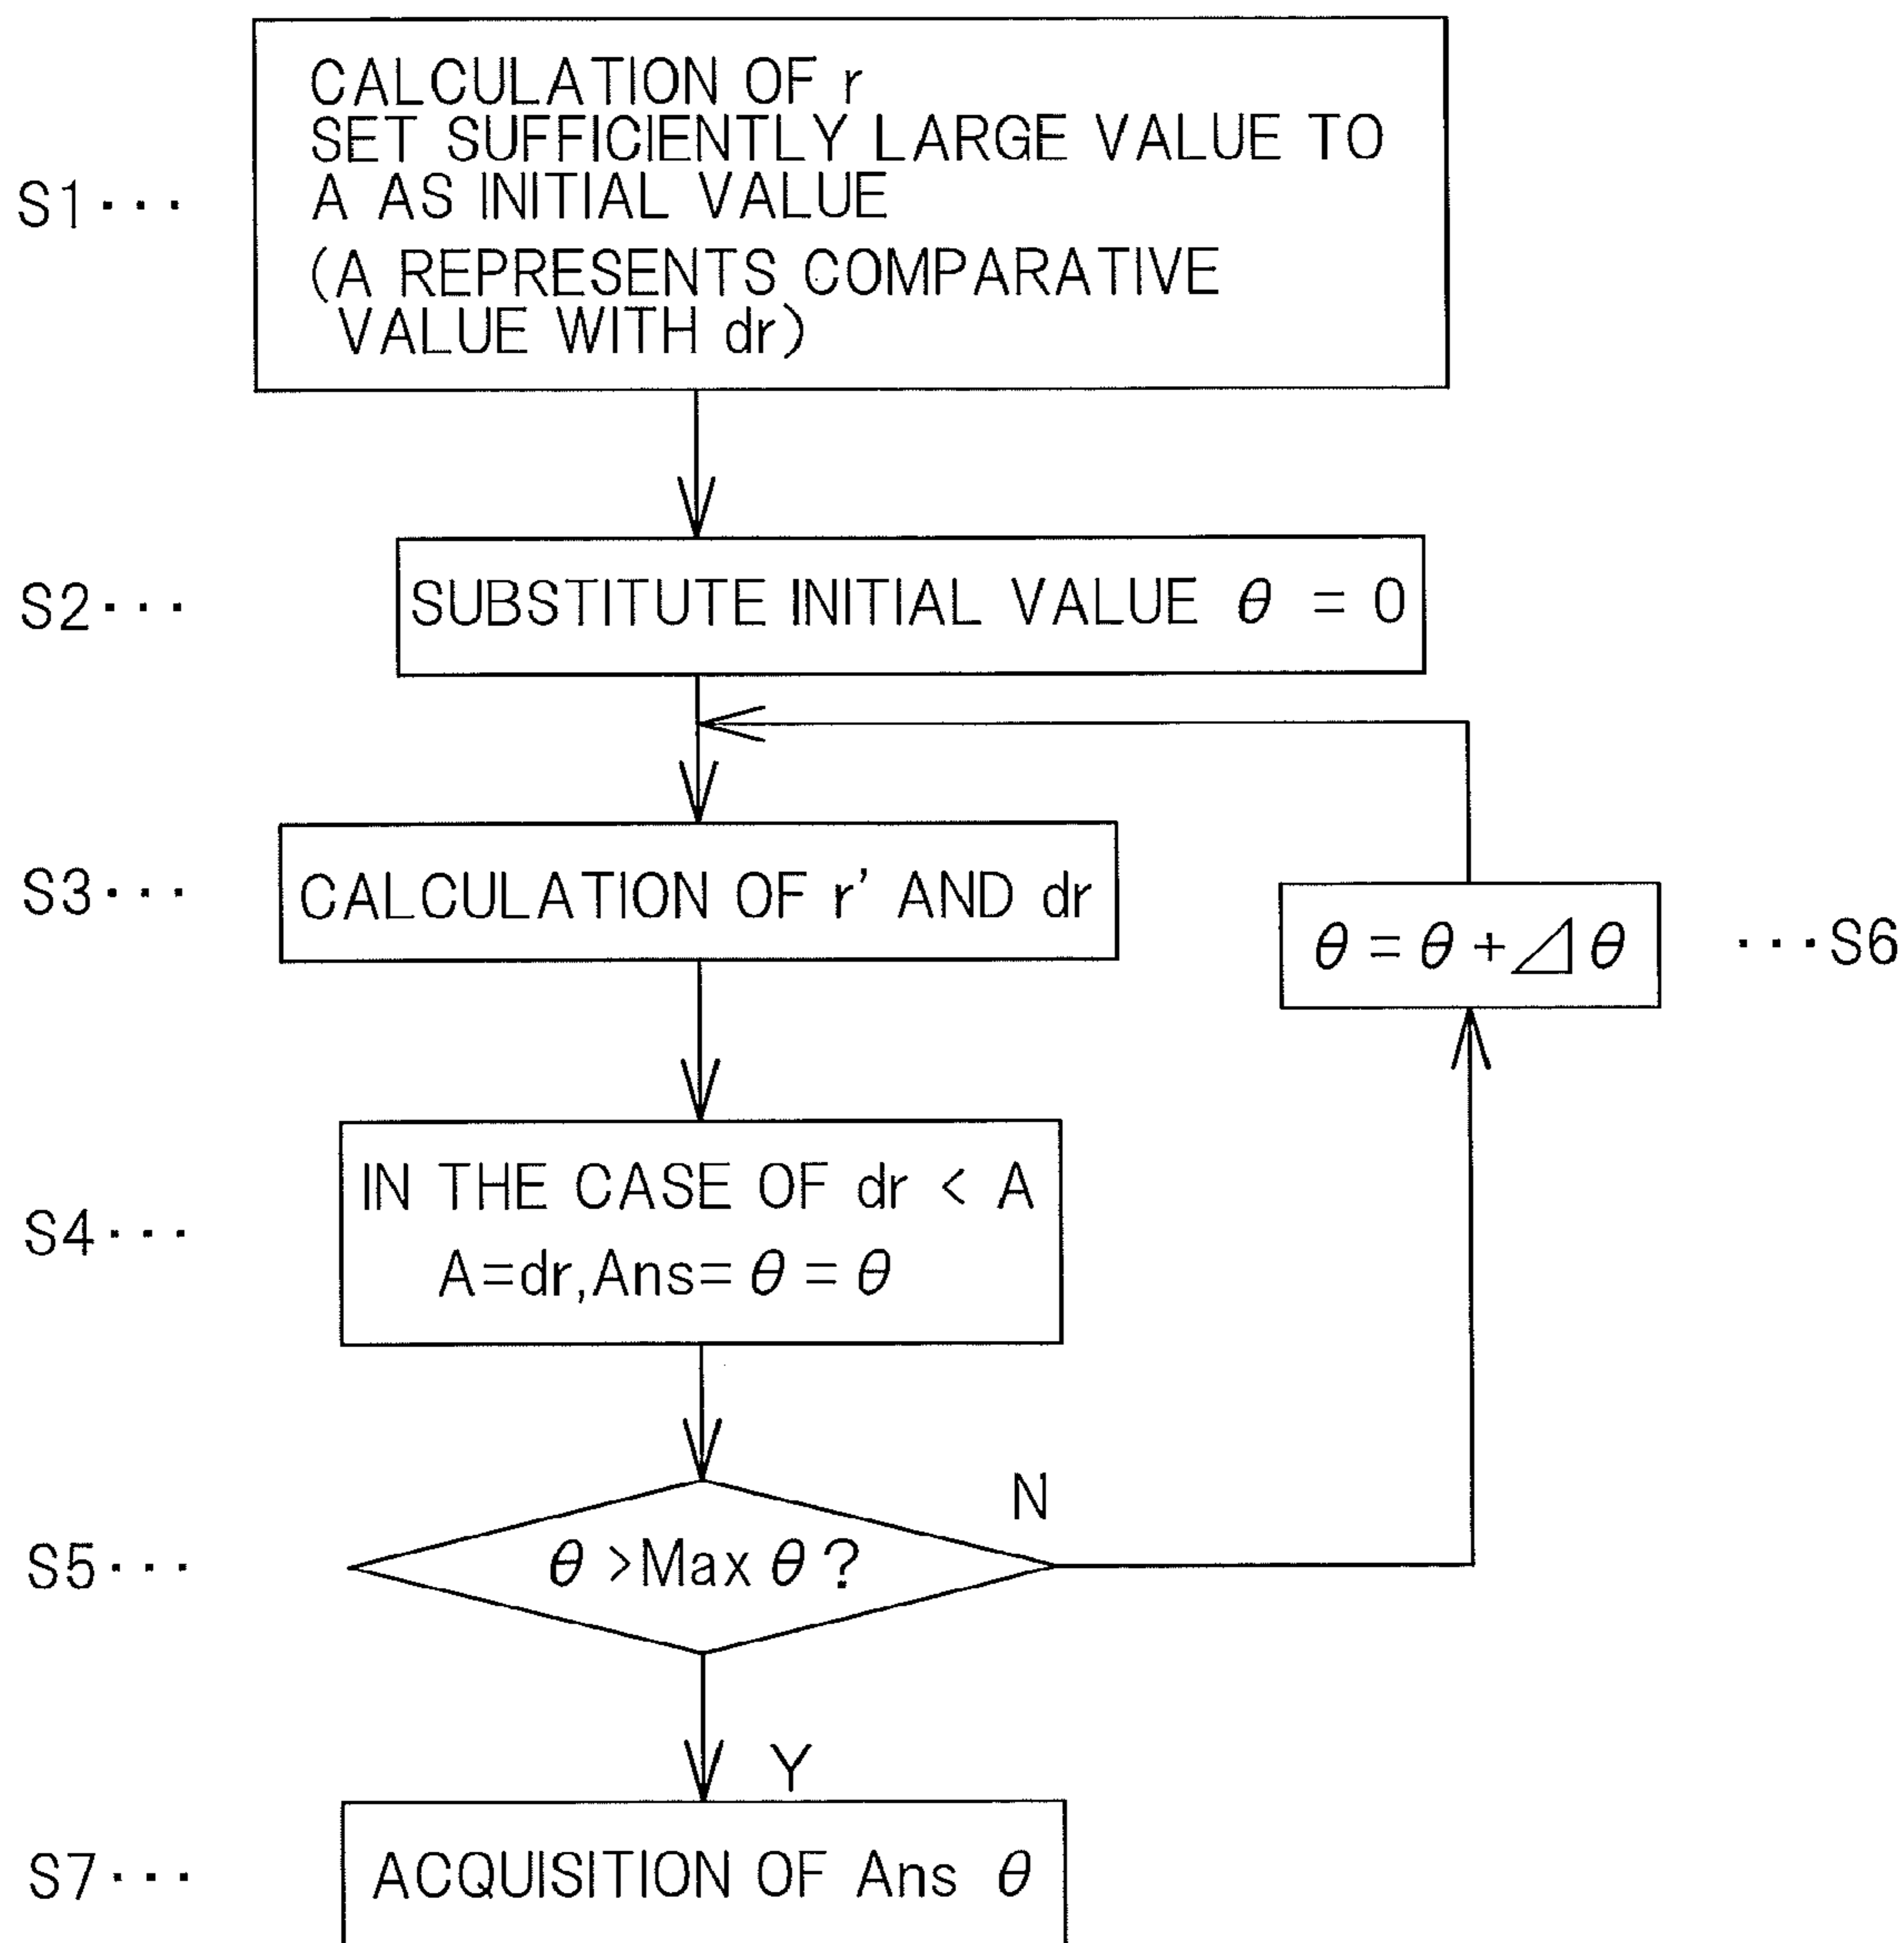 S1···
CALCULATION OF r
SET SUFFICIENTLY LARGE VALUE TO
A AS INITIAL VALUE
(A REPRESENTS COMPARATIVE
VALUE WITH dr)
S2···
SUBSTITUTE INITIAL VALUE θ = 0
S3···
CALCULATION OF r' AND dr
θ = θ + ⊿θ
···S6
S4···
IN THE CASE OF dr < A
A=dr,Ans= θ = θ
N
S5···
θ >Max θ ?
Y
S7···
ACQUISITION OF Ans θ